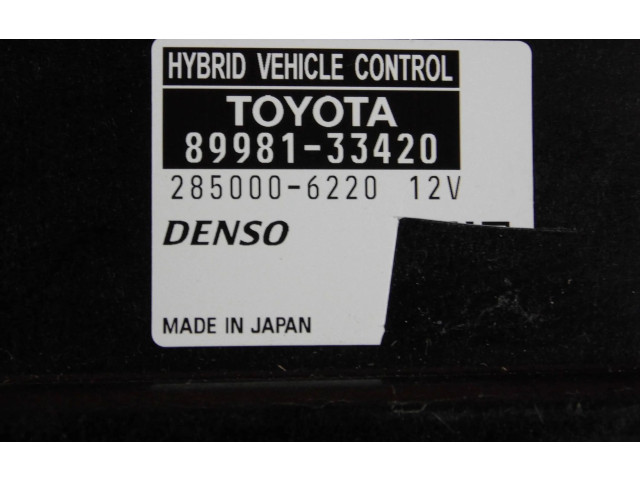 HYBRID VEHICLE CONTROL
TOYOTA
89981-33420
285000-6220 12V
DENSO
MADE IN JAPAN